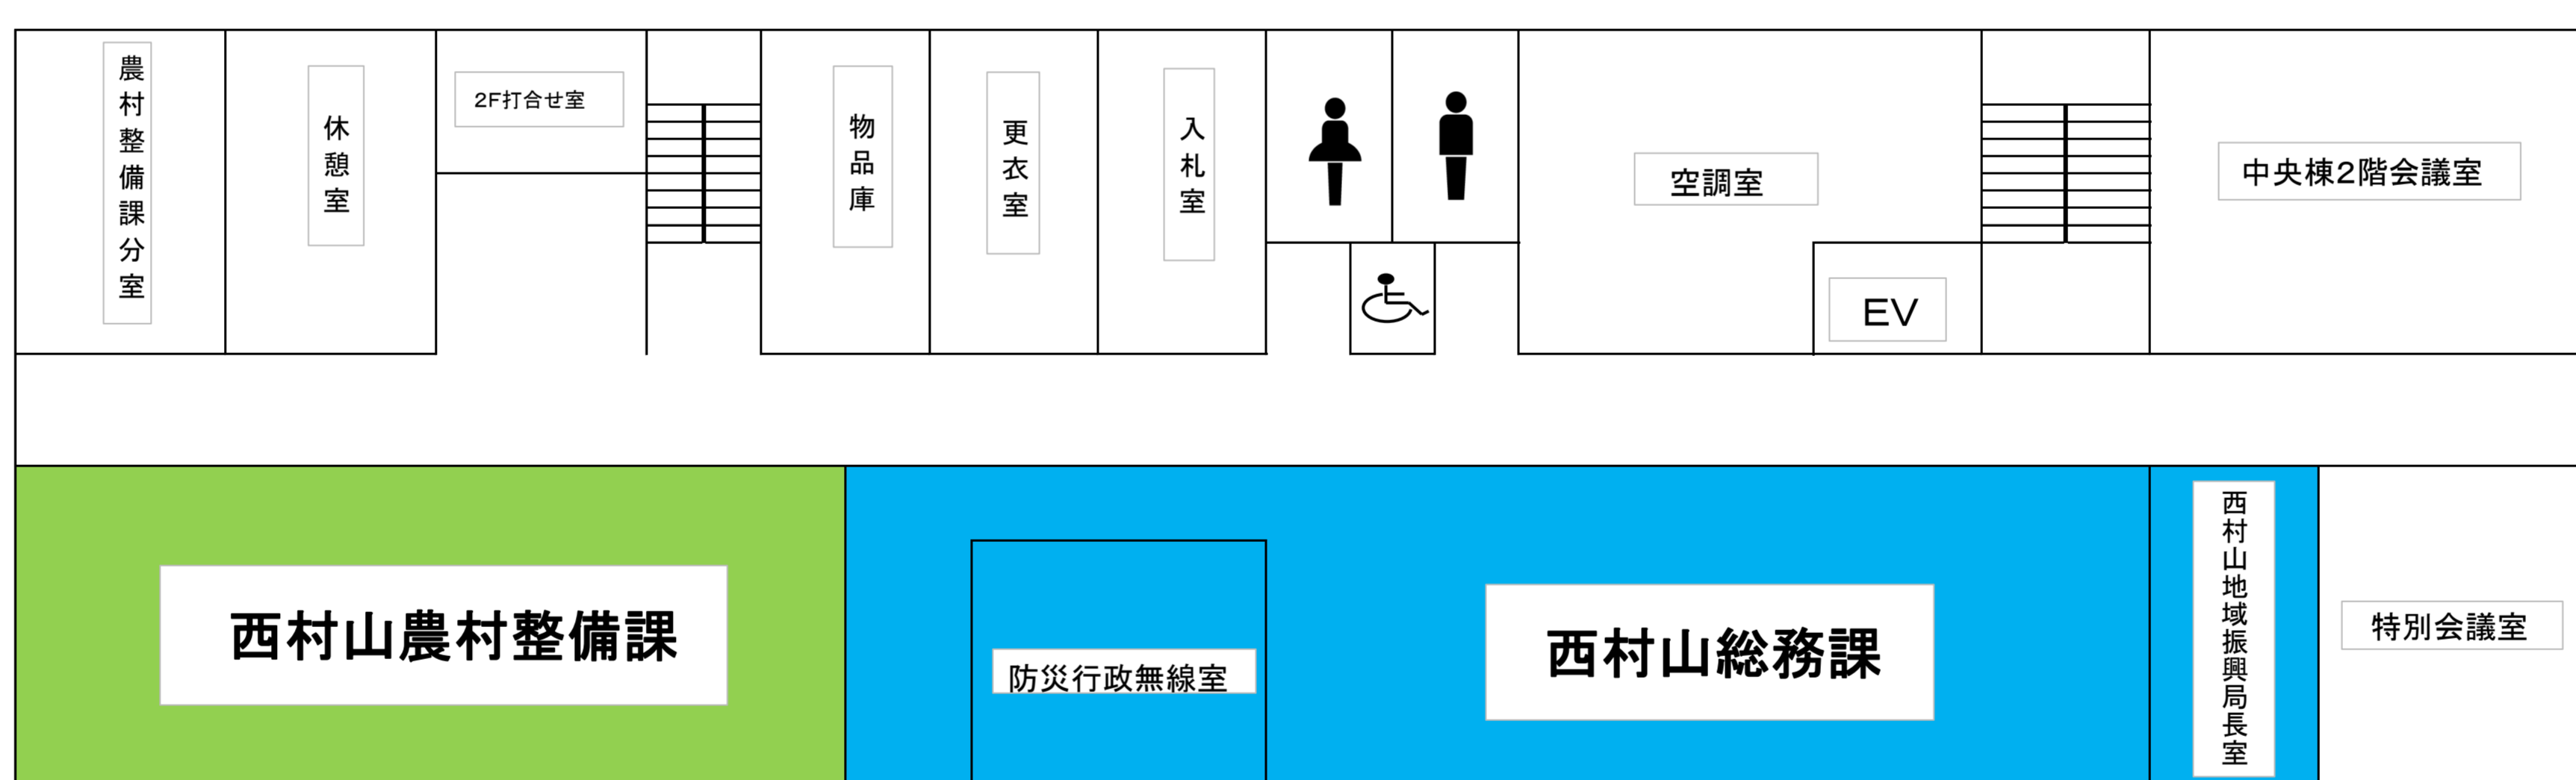 農村整備課分室
休憩室
2F打合せ室
物品庫
更衣室
入札室
空調室
EV
中央棟2階会議室
西村山農村整備課
防災行政無線室
西村山総務課
西村山地域振興局長室
特別会議室